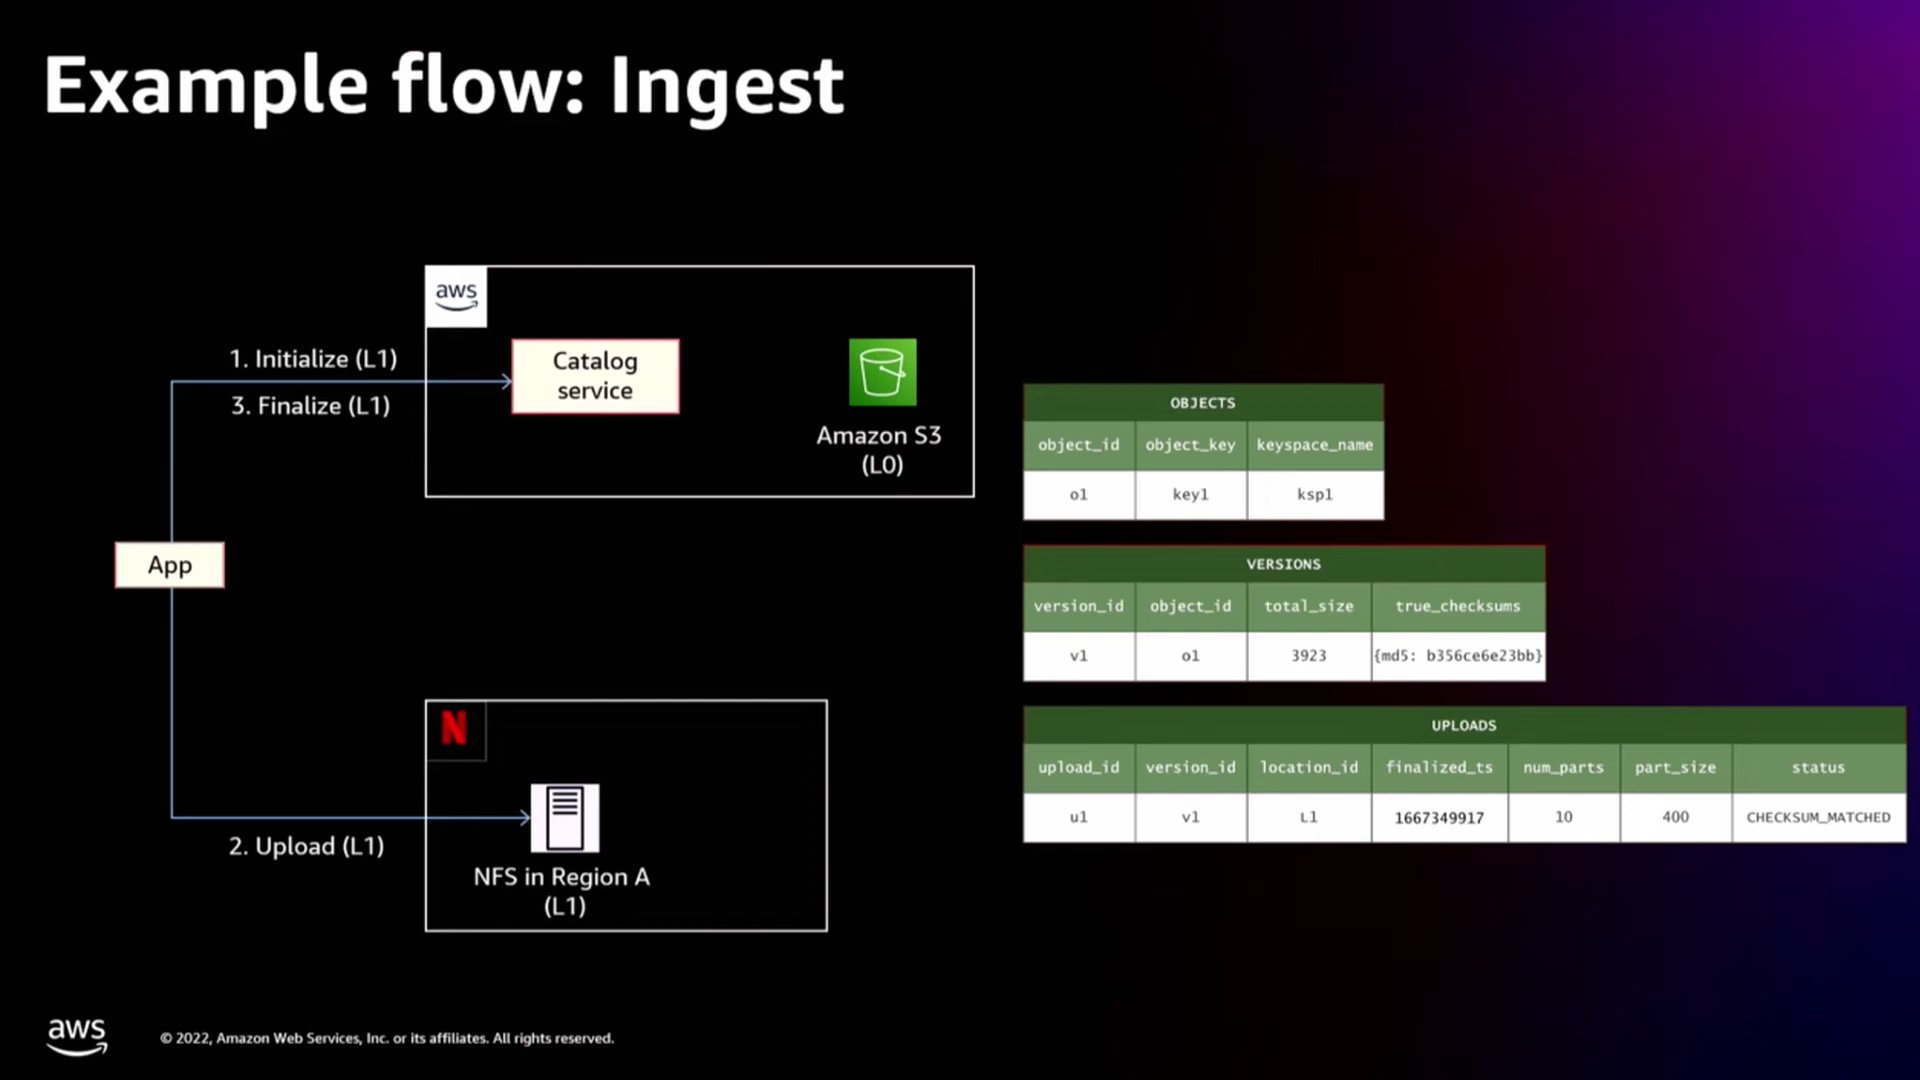 Example flow: Ingest
aws
1. Initialize (L1)
3. Finalize (L1)
Catalog
service
Amazon S3
(L0)
App
N
2. Upload (L1)
NFS in Region A
(L1)
OBJECTS
object_id object_key keyspace_name
o1 key1 ksp1
VERSIONS
version_id object_id total_size true_checksums
v1 o1 3923 {md5: b356ce6e23bb}
UPLOADS
upload_id version_id location_id finalized_ts num_parts part_size status
u1 v1 L1 1667349917 10 400 CHECKSUM_MATCHED
aws
© 2022, Amazon Web Services, Inc. or its affiliates. All rights reserved.